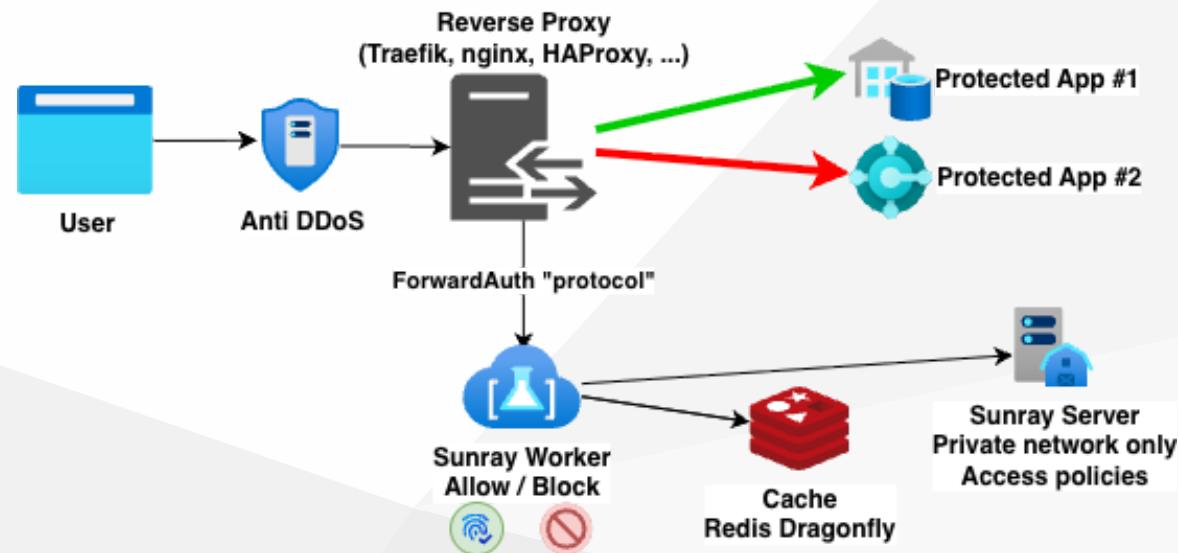 Reverse Proxy
(Traefik, nginx, HAProxy, ...)
Protected App #1
Protected App #2
User
Anti DDoS
ForwardAuth "protocol"
Sunray Worker
Allow / Block
Cache
Redis Dragonfly
Sunray Server
Private network only
Access policies